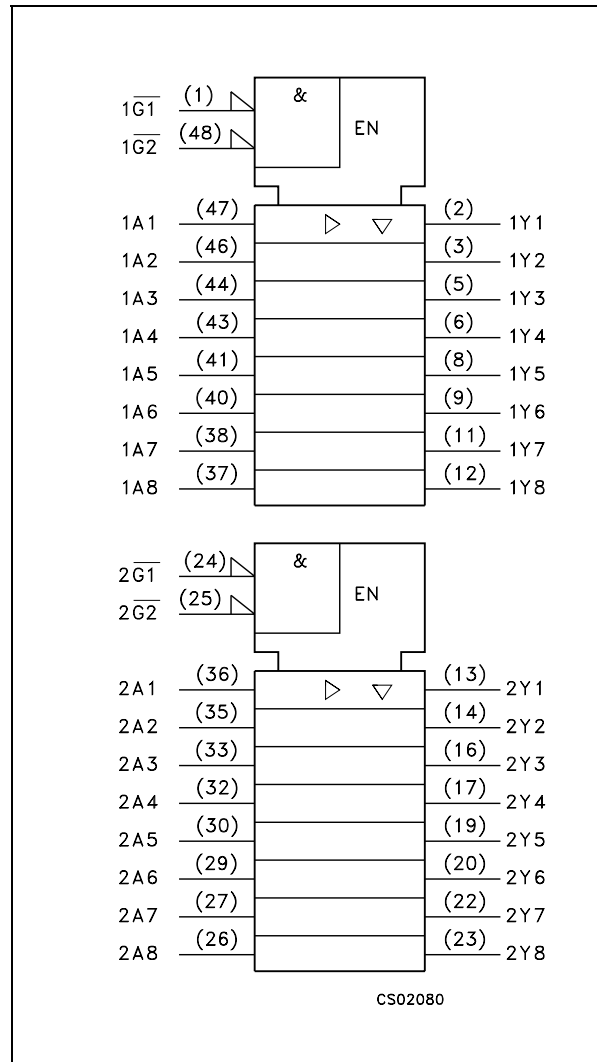 &
1G1 (1)
EN
1G2 (48)
1A1 (47) (2) 1Y1
1A2 (46) (3) 1Y2
1A3 (44) (5) 1Y3
1A4 (43) (6) 1Y4
1A5 (41) (8) 1Y5
1A6 (40) (9) 1Y6
1A7 (38) (11) 1Y7
1A8 (37) (12) 1Y8
&
2G1 (24)
EN
2G2 (25)
2A1 (36) (13) 2Y1
2A2 (35) (14) 2Y2
2A3 (33) (16) 2Y3
2A4 (32) (17) 2Y4
2A5 (30) (19) 2Y5
2A6 (29) (20) 2Y6
2A7 (27) (22) 2Y7
2A8 (26) (23) 2Y8
CS02080